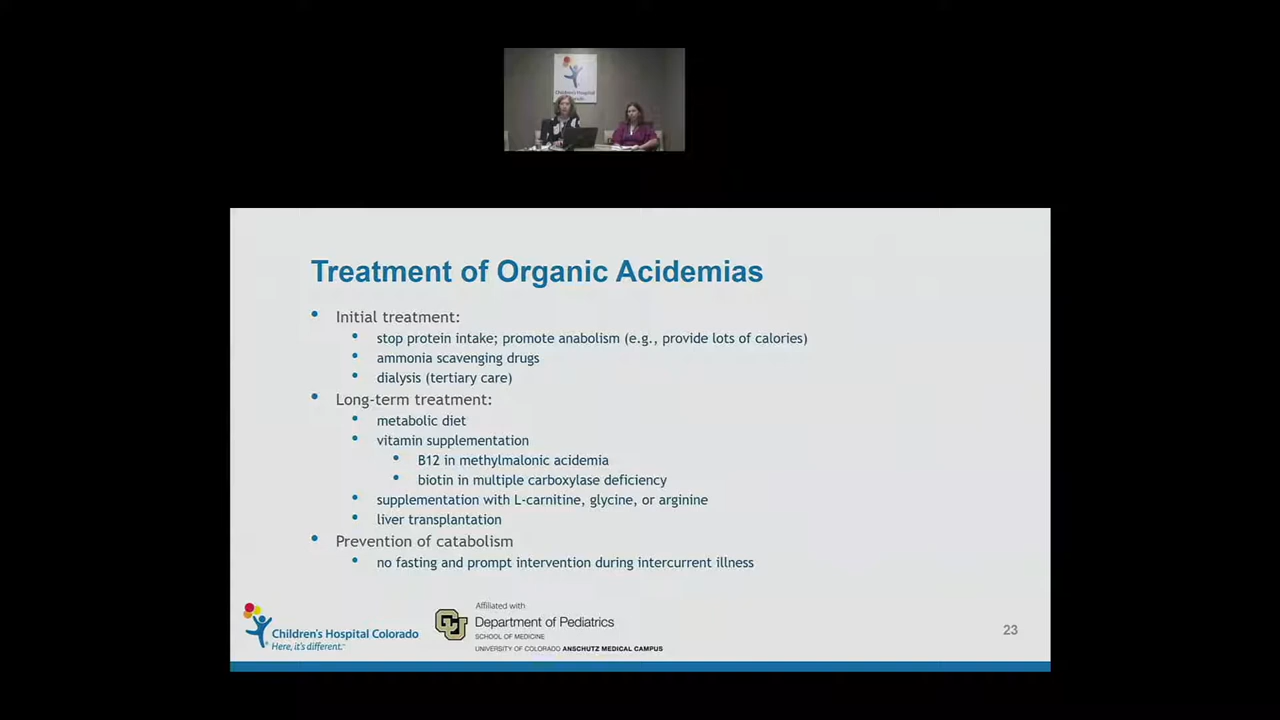 Children's Hospital
Treatment of Organic Acidemias
• Initial treatment:
• stop protein intake; promote anabolism (e.g., provide lots of calories)
• ammonia scavenging drugs
• dialysis (tertiary care)
• Long-term treatment:
• metabolic diet
• vitamin supplementation
• B12 in methylmalonic acidemia
• biotin in multiple carboxylase deficiency
• supplementation with L-carnitine, glycine, or arginine
• liver transplantation
• Prevention of catabolism
• no fasting and prompt intervention during intercurrent illness
Children's Hospital Colorado
Here, it's different.™
CU
Affiliated with
Department of Pediatrics
SCHOOL OF MEDICINE
UNIVERSITY OF COLORADO ANSCHUTZ MEDICAL CAMPUS
23